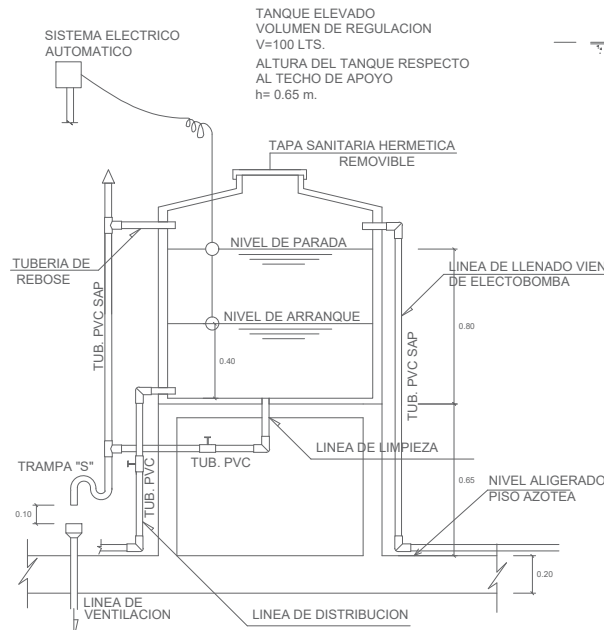 TANQUE ELEVADO
VOLUMEN DE REGULACION
V=100 LTS.
ALTURA DEL TANQUE RESPECTO
AL TECHO DE APOYO
h= 0.65 m.
SISTEMA ELECTRICO
AUTOMATICO
TAPA SANITARIA HERMETICA
REMOVIBLE
NIVEL DE PARADA
TUBERIA DE
REBOSE
LINEA DE LLENADO VIEN
DE ELECTOBOMBA
NIVEL DE ARRANQUE
0.80
TUB. PVC SAP
TUB. PVC SAP
0.40
LINEA DE LIMPIEZA
TUB. PVC
TRAMPA "S"
TUB. PVC
0.65
NIVEL ALIGERADO
PISO AZOTEA
0.10
0.20
LINEA DE
VENTILACION
LINEA DE DISTRIBUCION